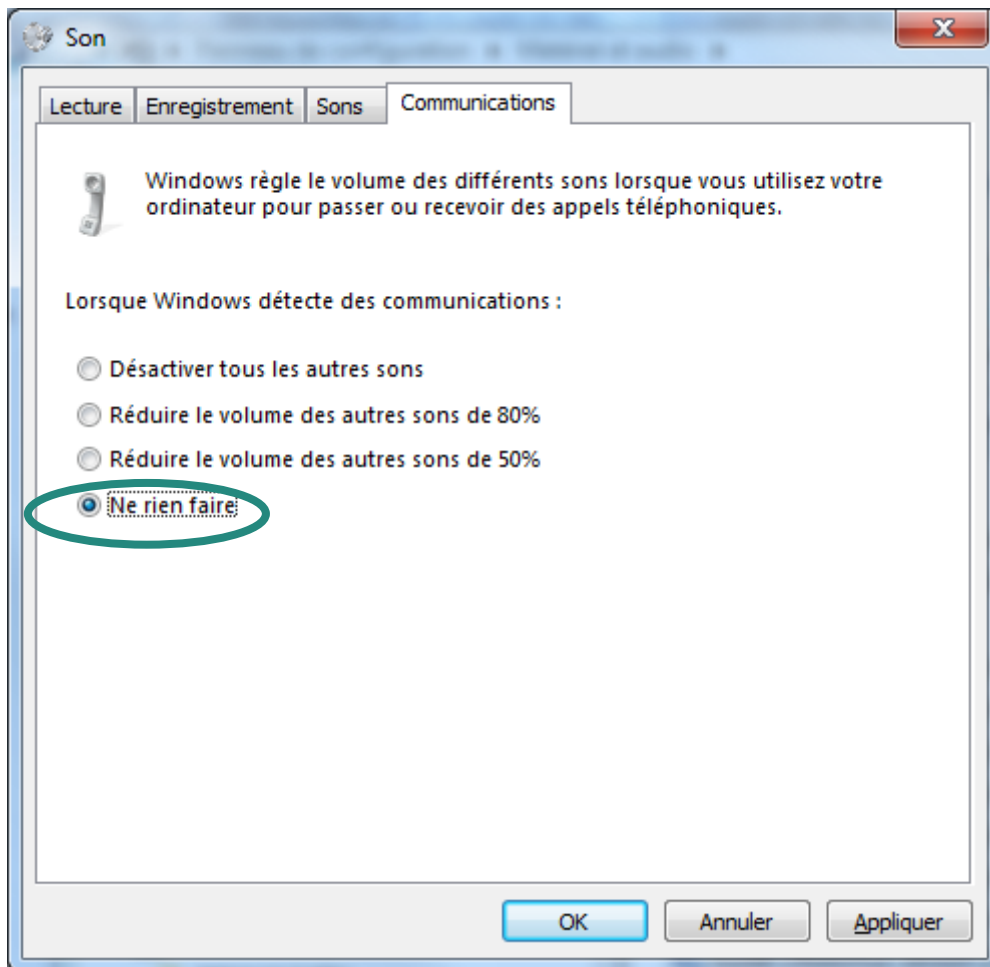 Son
Lecture Enregistrement Sons Communications
Windows règle le volume des différents sons lorsque vous utilisez votre
ordinateur pour passer ou recevoir des appels téléphoniques.
Lorsque Windows détecte des communications :
Désactiver tous les autres sons
Réduire le volume des autres sons de 80%
Réduire le volume des autres sons de 50%
Ne rien faire
OK Annuler Appliquer